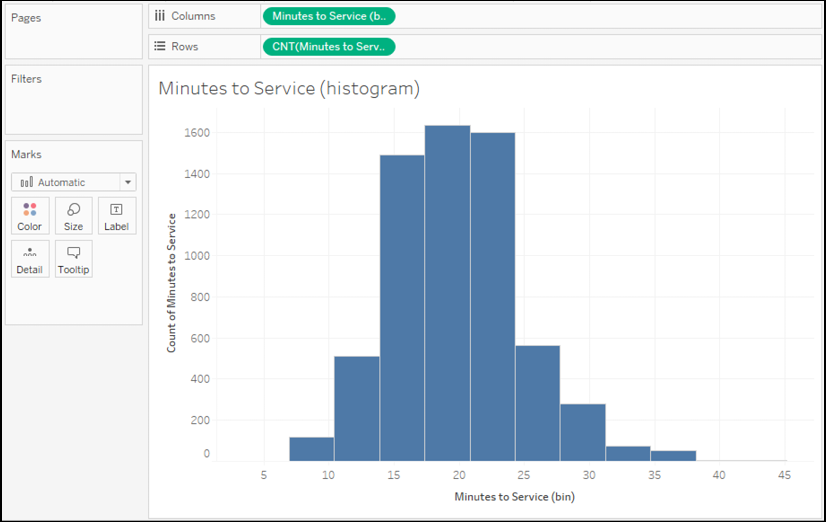 Pages
Columns
Minutes to Service (b..
Rows
CNT(Minutes to Serv..
Filters
Marks
Automatic
Color
Size
Label
Detail
Tooltip
Minutes to Service (histogram)
Count of Minutes to Service
1600
1400
1200
1000
800
600
400
200
0
5 10 15 20 25 30 35 40 45
Minutes to Service (bin)